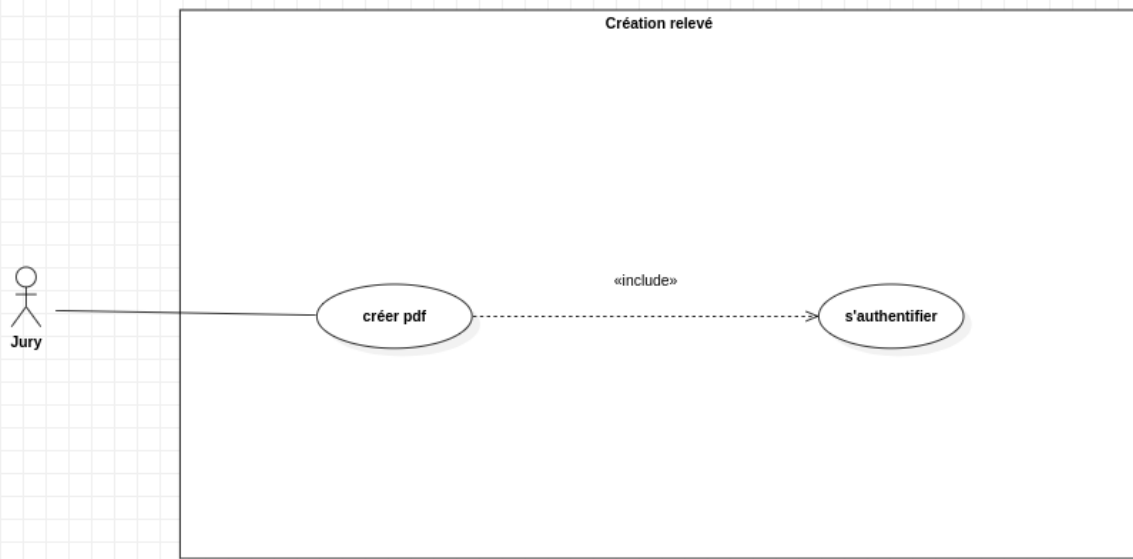 Création relevé
«include»
créer pdf
s'authentifier
Jury